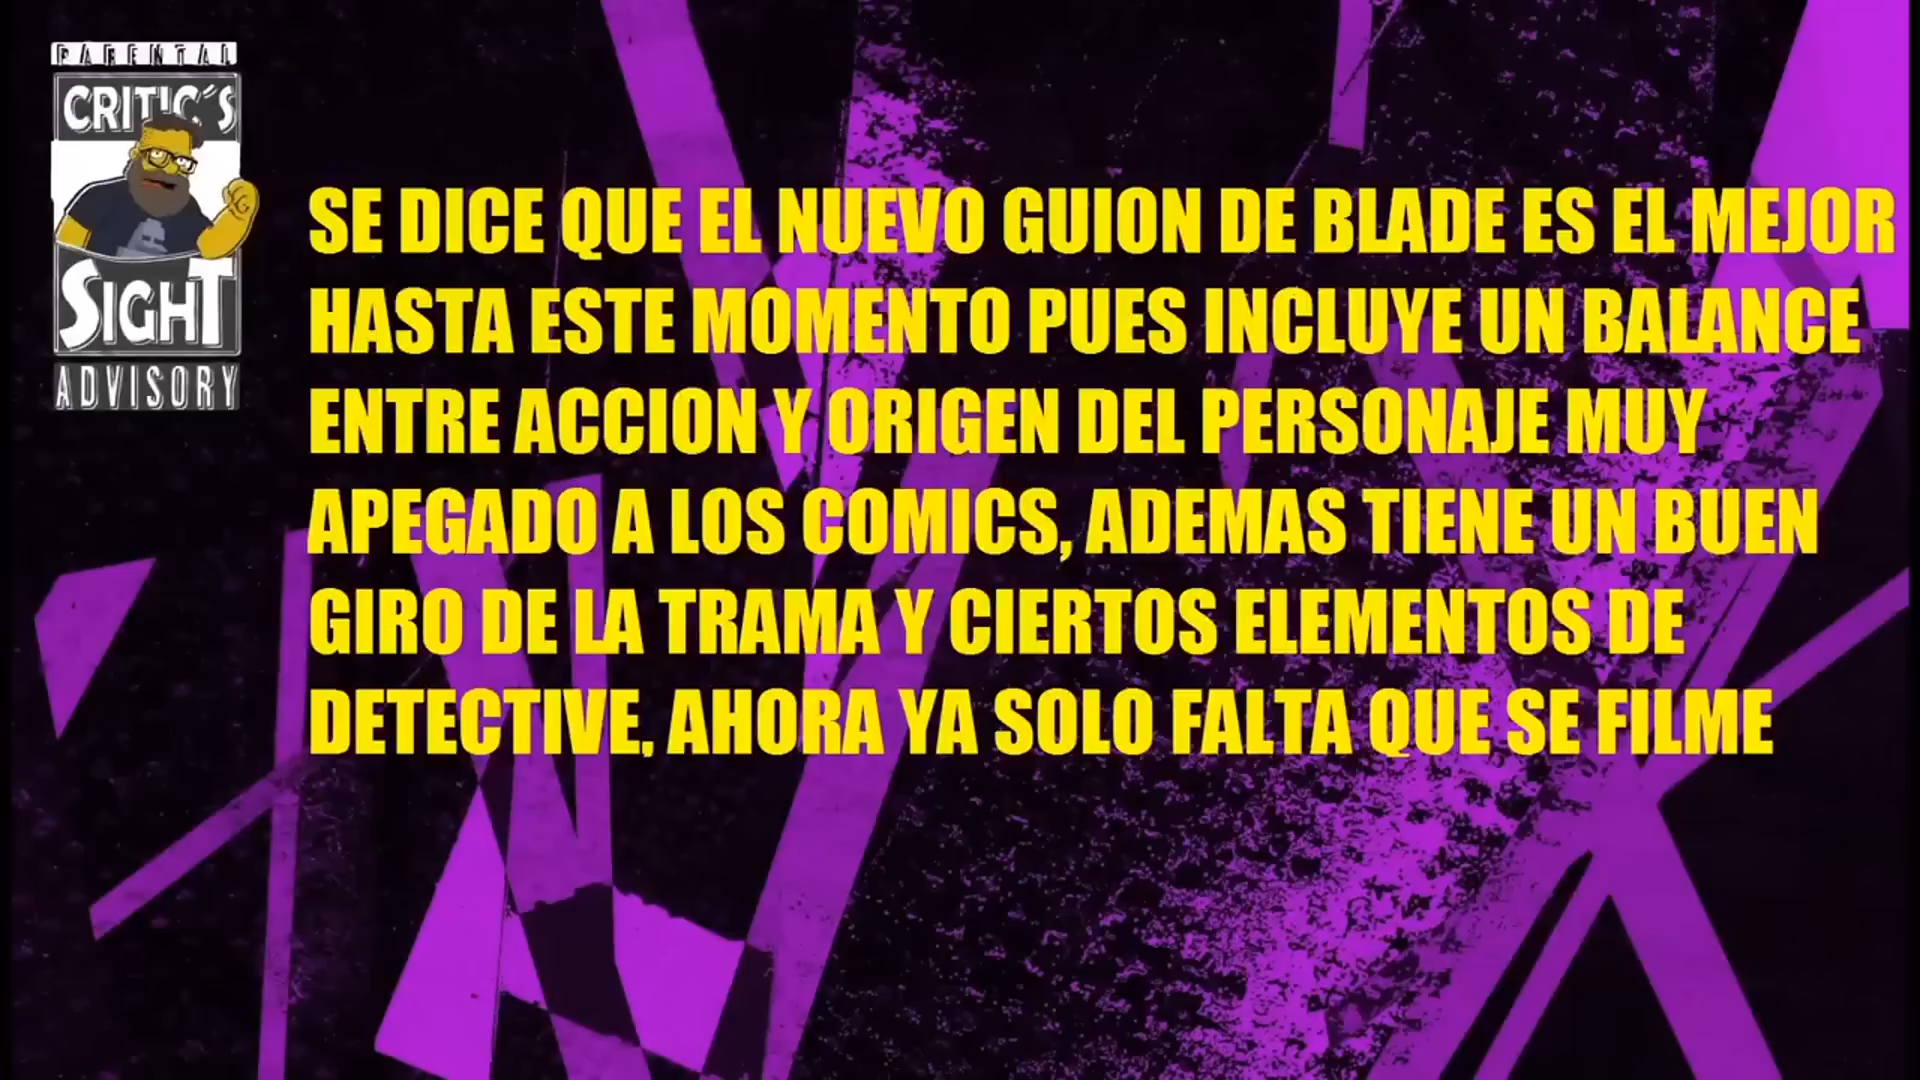 PARENTAL
CRITIC´S
SIGHT
ADVISORY
SE DICE QUE EL NUEVO GUION DE BLADE ES EL MEJOR
HASTA ESTE MOMENTO PUES INCLUYE UN BALANCE
ENTRE ACCION Y ORIGEN DEL PERSONAJE MUY
APEGADO A LOS COMICS, ADEMAS TIENE UN BUEN
GIRO DE LA TRAMA Y CIERTOS ELEMENTOS DE
DETECTIVE, AHORA YA SOLO FALTA QUE SE FILME